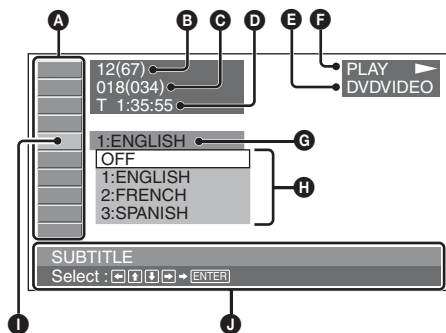 A B C D E F
12(67)
018(034)
T 1:35:55
PLAY
DVDVIDEO
1:ENGLISH G
OFF
1:ENGLISH
2:FRENCH
3:SPANISH
H
SUBTITLE
Select : ← ↑ ↓ → → ENTER
I J